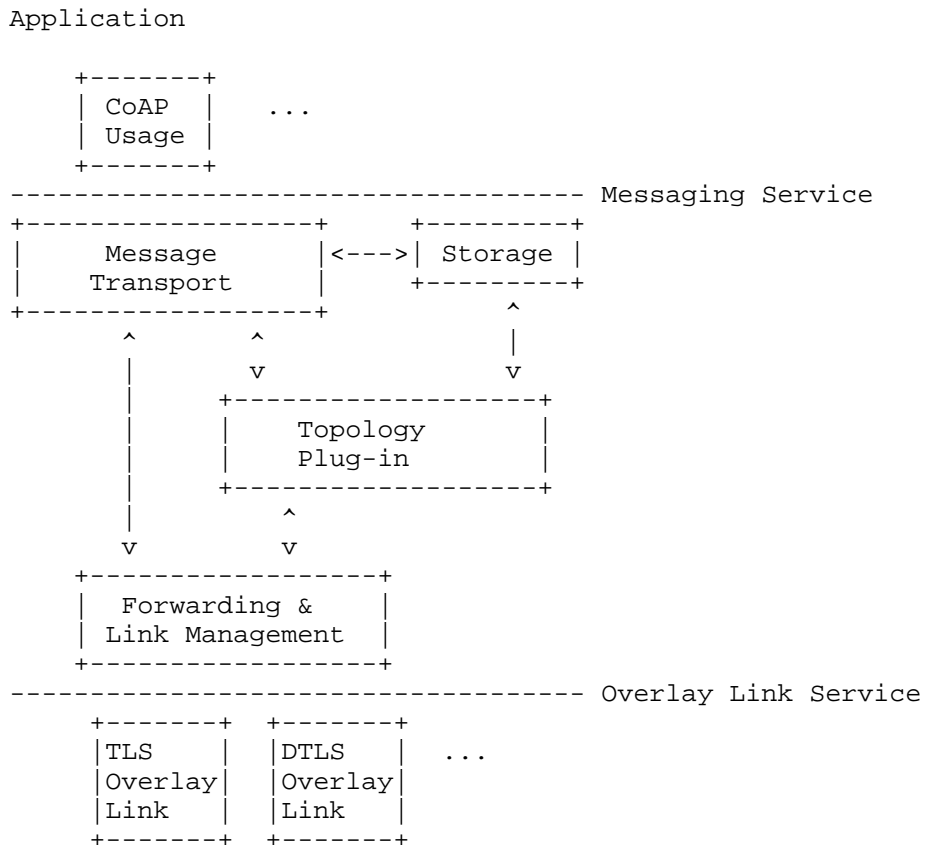 Application
+-------+
| CoAP  |   ...
| Usage |
+-------+
------------------------------------ Messaging Service
+------------------+     +---------+
|     Message      |<--->| Storage |
|    Transport     |     +---------+
+------------------+          ^
^       ^               |
|       v               v
|     +-------------------+
|     |    Topology       |
|     |    Plug-in        |
|     +-------------------+
|         ^
v         v
+------------------+
|  Forwarding &    |
| Link Management  |
+------------------+
------------------------------------ Overlay Link Service
+-------+  +-------+
|TLS    |  |DTLS   |  ...
|Overlay|  |Overlay|
|Link   |  |Link   |
+-------+  +-------+